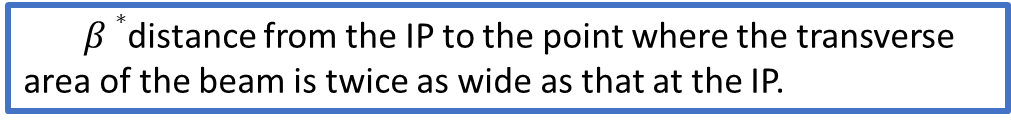 β * distance from the IP to the point where the transverse
area of the beam is twice as wide as that at the IP.